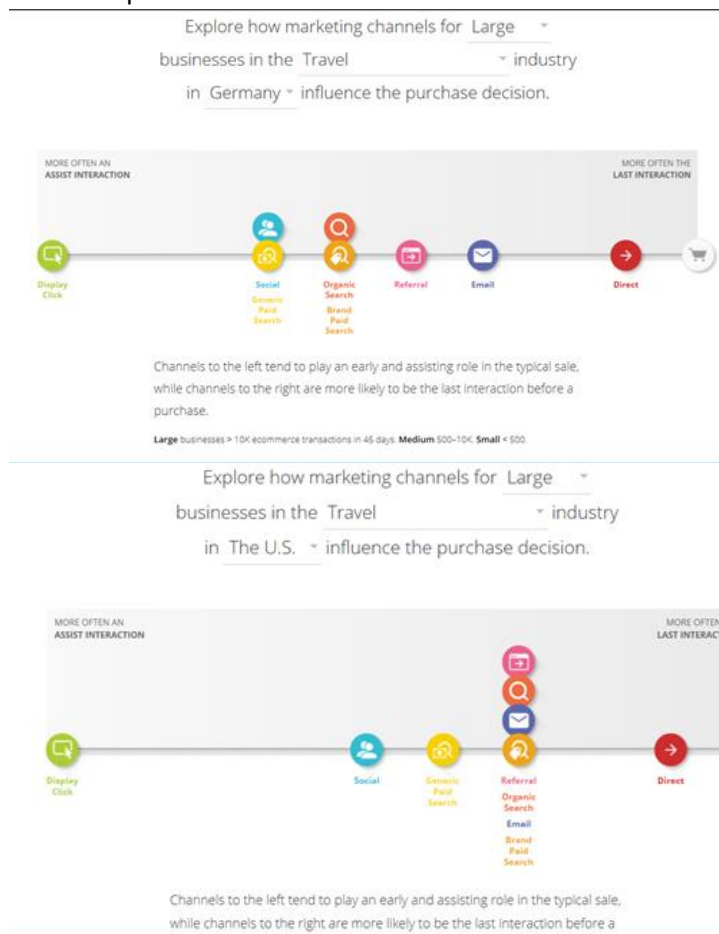 Explore how marketing channels for Large
businesses in the Travel industry
in Germany influence the purchase decision.
MORE OFTEN AN
ASSIST INTERACTION
MORE OFTEN THE
LAST INTERACTION
Display
Click
Social
Generic
Paid
Search
Organic
Search
Brand
Paid
Search
Referral
Email
Direct
Channels to the left tend to play an early and assisting role in the typical sale,
while channels to the right are more likely to be the last interaction before a
purchase.
Large businesses > 10K ecommerce transactions in 45 days. Medium 500–10K. Small < 500.
Explore how marketing channels for Large
businesses in the Travel industry
in The U.S. influence the purchase decision.
MORE OFTEN AN
ASSIST INTERACTION
MORE OFTEN
LAST INTERAC
Display
Click
Social
Generic
Paid
Search
Referral
Organic
Search
Email
Brand
Paid
Search
Direct
Channels to the left tend to play an early and assisting role in the typical sale,
while channels to the right are more likely to be the last interaction before a